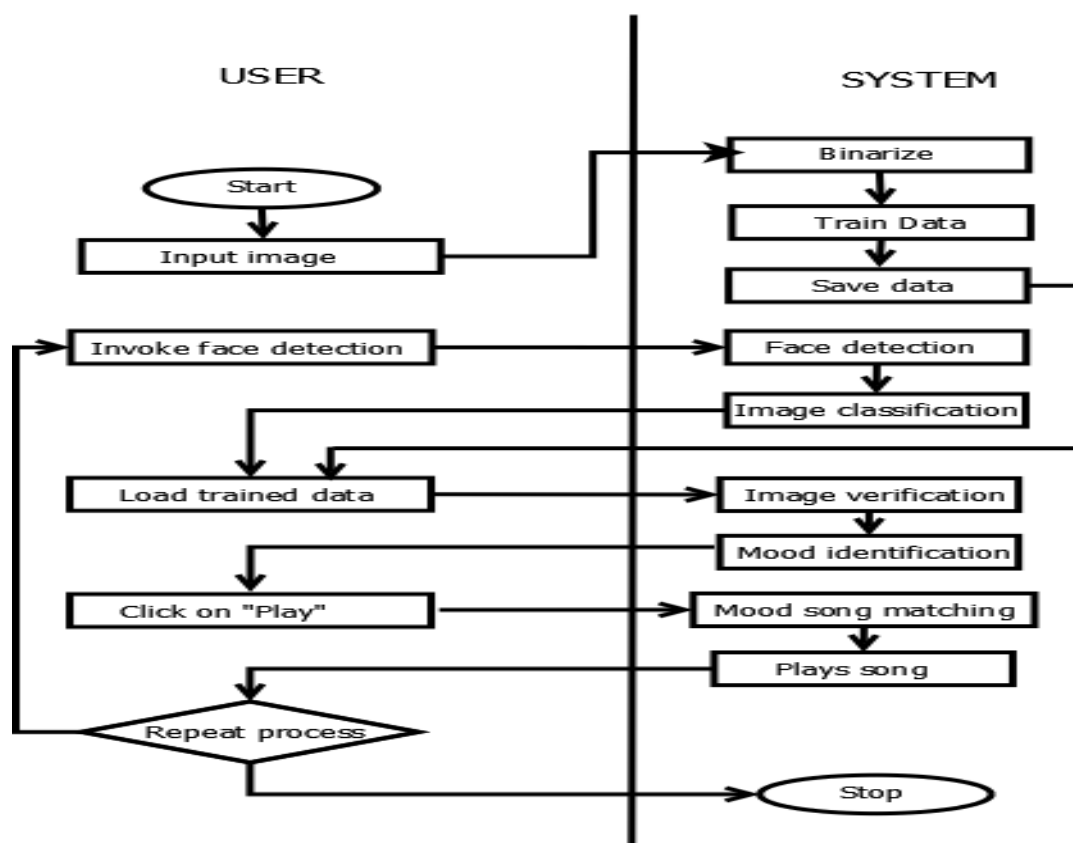 USER
SYSTEM
Start
Binarize
Input image
Train Data
Save data
Invoke face detection
Face detection
Image classification
Load trained data
Image verification
Mood identification
Click on "Play"
Mood song matching
Plays song
Repeat process
Stop